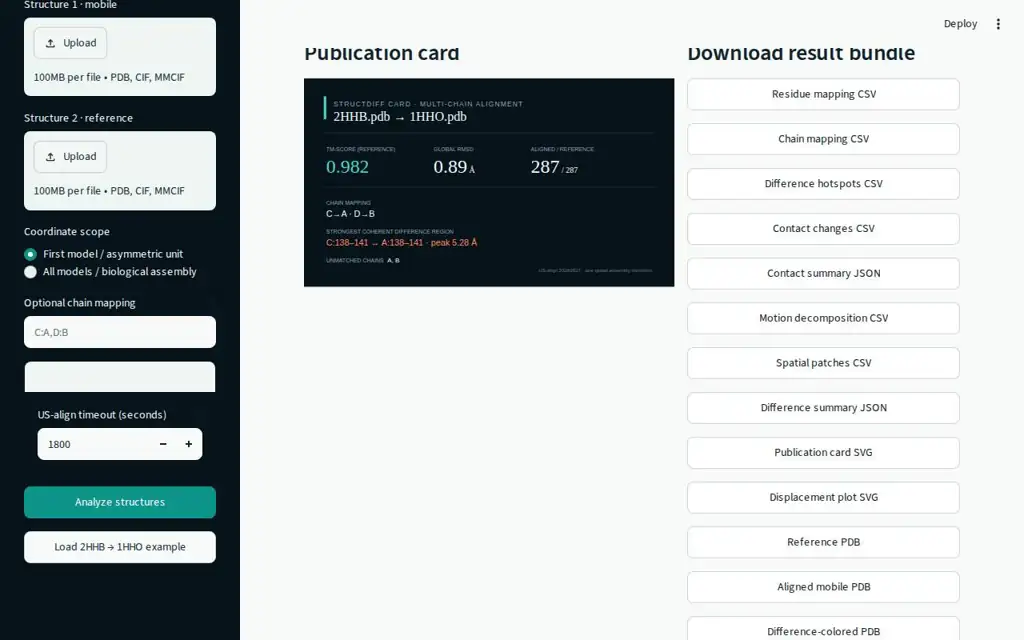 Structure 1 · mobile
Upload
100MB per file • PDB, CIF, MMCIF
Structure 2 · reference
Upload
100MB per file • PDB, CIF, MMCIF
Coordinate scope
First model / asymmetric unit
All models / biological assembly
Optional chain mapping
C:A,D:B
US-align timeout (seconds)
1800
Analyze structures
Load 2HHB → 1HHO example
Deploy
Publication card
STRUCTDIFF CARD · MULTI-CHAIN ALIGNMENT
2HHB.pdb → 1HHO.pdb
TM-SCORE (REFERENCE) GLOBAL RMSD ALIGNED / REFERENCE
0.982 0.89 Å 287 / 287
CHAIN MAPPING
C→A · D→B
STRONGEST COHERENT DIFFERENCE REGION
C:138–141 ↔ A:138–141 · peak 5.28 Å
UNMATCHED CHAINS A, B
Download result bundle
Residue mapping CSV
Chain mapping CSV
Difference hotspots CSV
Contact changes CSV
Contact summary JSON
Motion decomposition CSV
Spatial patches CSV
Difference summary JSON
Publication card SVG
Displacement plot SVG
Reference PDB
Aligned mobile PDB
Difference-colored PDB